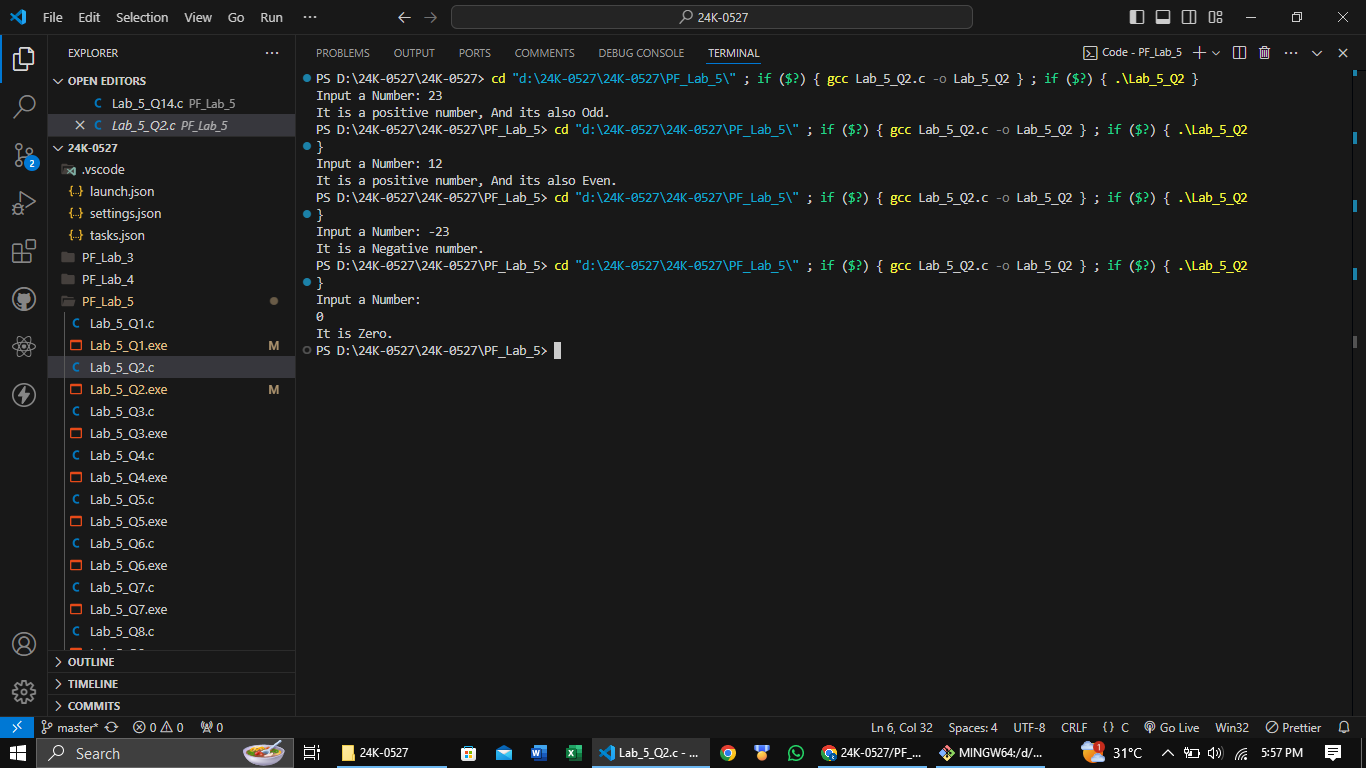 File Edit Selection View Go Run ··· 24K-0527
EXPLORER ···
OPEN EDITORS
Lab_5_Q14.c PF_Lab_5
Lab_5_Q2.c PF_Lab_5
24K-0527
.vscode
launch.json
settings.json
tasks.json
PF_Lab_3
PF_Lab_4
PF_Lab_5
Lab_5_Q1.c
Lab_5_Q1.exe M
Lab_5_Q2.c
Lab_5_Q2.exe M
Lab_5_Q3.c
Lab_5_Q3.exe
Lab_5_Q4.c
Lab_5_Q4.exe
Lab_5_Q5.c
Lab_5_Q5.exe
Lab_5_Q6.c
Lab_5_Q6.exe
Lab_5_Q7.c
Lab_5_Q7.exe
Lab_5_Q8.c
OUTLINE
TIMELINE
COMMITS
2
PROBLEMS OUTPUT PORTS COMMENTS DEBUG CONSOLE TERMINAL Code - PF_Lab_5
PS D:\24K-0527\24K-0527> cd "d:\24K-0527\24K-0527\PF_Lab_5\" ; if ($?) { gcc Lab_5_Q2.c -o Lab_5_Q2 } ; if ($?) { .\Lab_5_Q2 }
Input a Number: 23
It is a positive number, And its also Odd.
PS D:\24K-0527\24K-0527\PF_Lab_5> cd "d:\24K-0527\24K-0527\PF_Lab_5\" ; if ($?) { gcc Lab_5_Q2.c -o Lab_5_Q2 } ; if ($?) { .\Lab_5_Q2
}
Input a Number: 12
It is a positive number, And its also Even.
PS D:\24K-0527\24K-0527\PF_Lab_5> cd "d:\24K-0527\24K-0527\PF_Lab_5\" ; if ($?) { gcc Lab_5_Q2.c -o Lab_5_Q2 } ; if ($?) { .\Lab_5_Q2
}
Input a Number: -23
It is a Negative number.
PS D:\24K-0527\24K-0527\PF_Lab_5> cd "d:\24K-0527\24K-0527\PF_Lab_5\" ; if ($?) { gcc Lab_5_Q2.c -o Lab_5_Q2 } ; if ($?) { .\Lab_5_Q2
}
Input a Number:
0
It is Zero.
PS D:\24K-0527\24K-0527\PF_Lab_5>
master* 0 0 0 Ln 6, Col 32 Spaces: 4 UTF-8 CRLF {} C Go Live Win32 Prettier
Search 24K-0527 Lab_5_Q2.c - ... 24K-0527/PF_... MINGW64:/d/... 1 31°C 5:57 PM